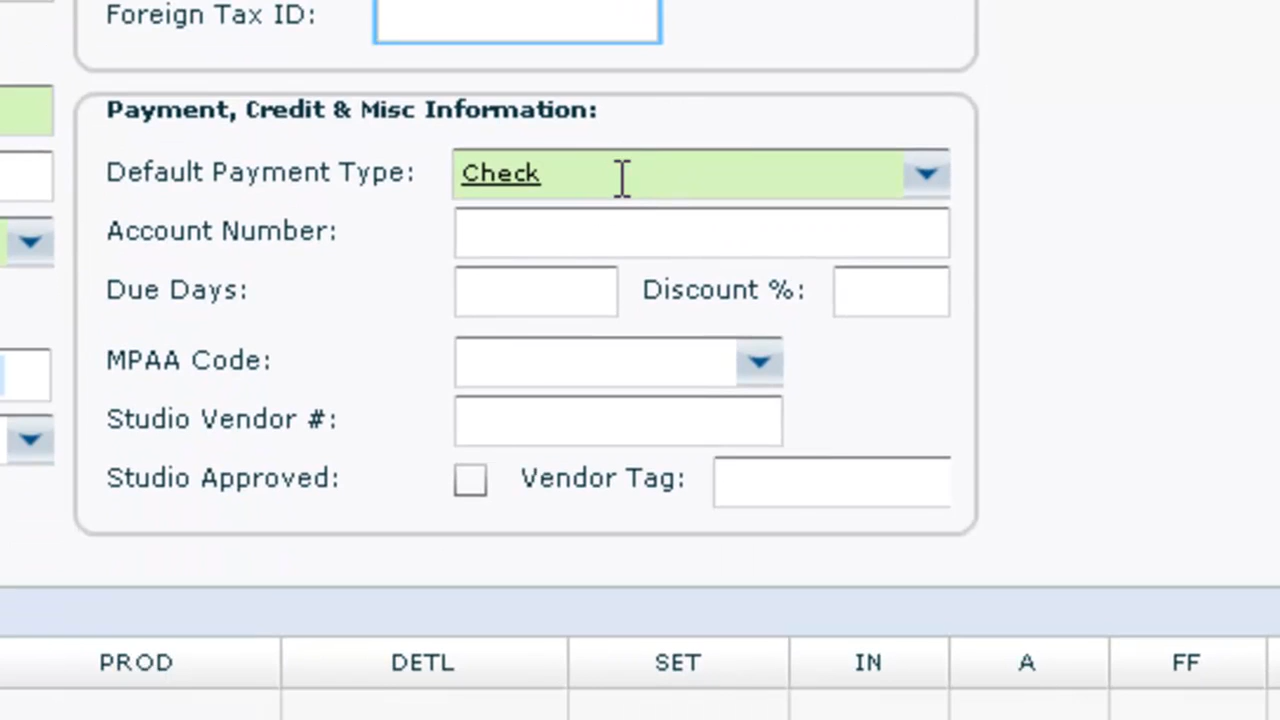 Foreign Tax ID:
Payment, Credit & Misc Information:
Default Payment Type: Check
Account Number:
Due Days: Discount %:
MPAA Code:
Studio Vendor #:
Studio Approved: Vendor Tag:
PROD DETL SET IN A FF